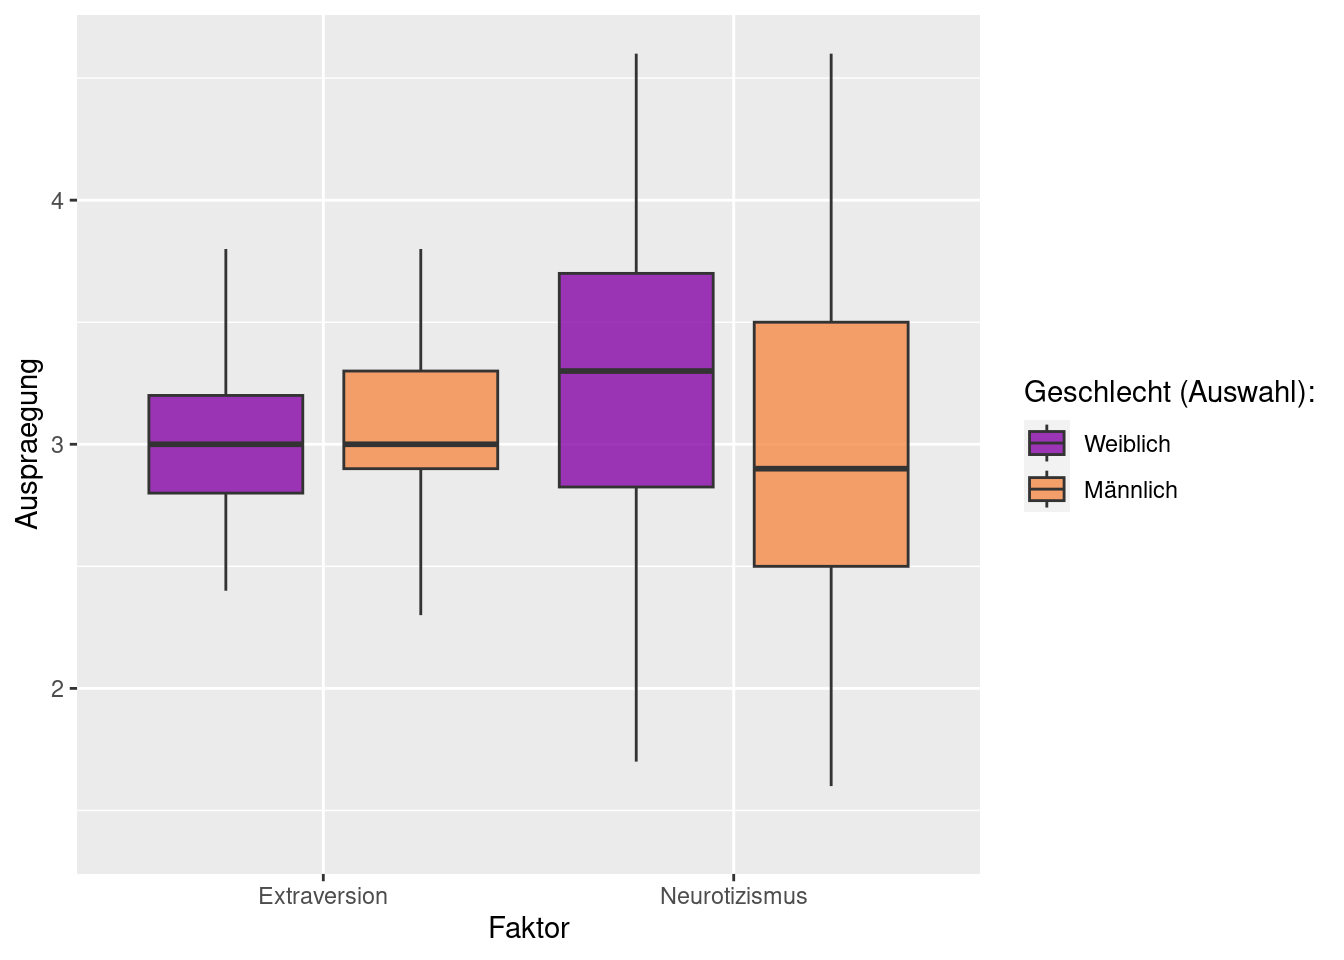 Auspraegung
4
3
2
Extraversion
Neurotizismus
Faktor
Geschlecht (Auswahl):
Weiblich
Männlich